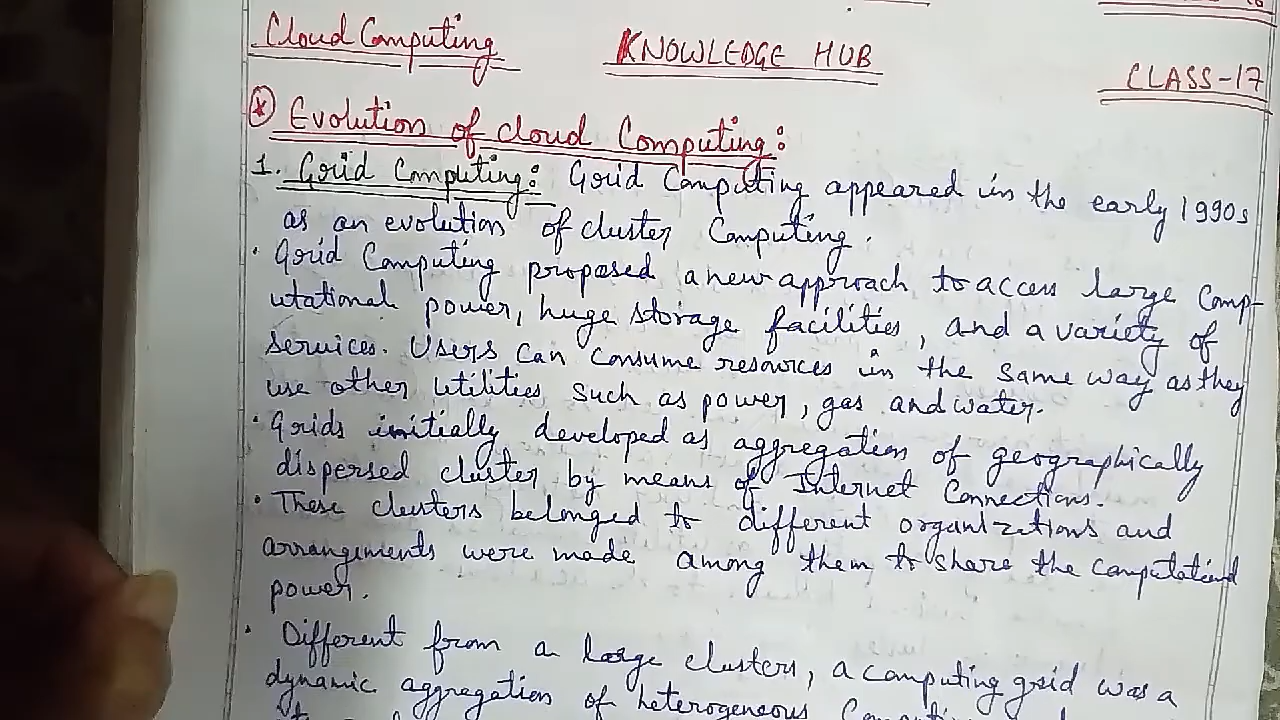 Cloud Computing KNOWLEDGE HUB CLASS-17
Evolution of cloud Computing:
1. Grid Computing: Grid Computing appeared in the early 1990s
as an evolution of cluster Computing.
• Grid Computing proposed a new approach to access large Comp-
utational power, huge storage facilities, and a variety of
Services. Users can consume resources in the same way as they
use other utilities such as power, gas and water.
• Grids initially developed as aggregation of geographically
dispersed cluster by means of Internet Connections.
• These clusters belonged to different organizations and
arrangements were made among them to share the computational
power.
• Different from a large clusters, a computing grid was a
dynamic aggregation of heterogeneous